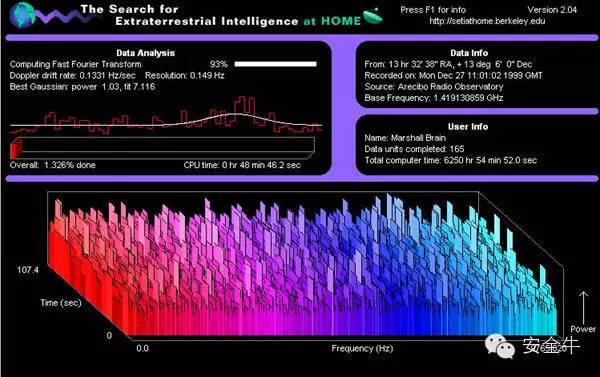 The Search for
Extraterrestrial Intelligence at HOME
Press F1 for info
Version 2.04
http://setiathome.berkeley.edu
Data Analysis
Computing Fast Fourier Transform 93%
Doppler drift rate: 0.1331 Hz/sec Resolution: 0.149 Hz
Best Gaussian: power 1.03, fit 7.116
Overall: 1.326% done CPU time: 0 hr 48 min 46.2 sec
Data Info
From: 13 hr 32' 38" RA, + 13 deg 6' 0" Dec
Recorded on: Mon Dec 27 11:01:02 1999 GMT
Source: Arecibo Radio Observatory
Base Frequency: 1.419130859 GHz
User Info
Name: Marshall Brain
Data units completed: 165
Total computer time: 6250 hr 54 min 52.0 sec
107.4
Time (sec)
0
0.0
Frequency (Hz)
Power
安全牛